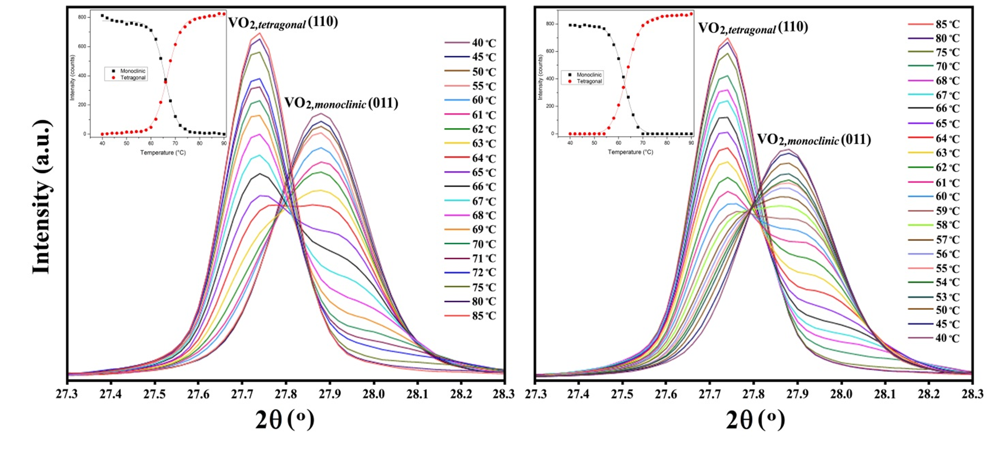 VO2,tetragonal (110)
VO2,monoclinic (011)
800
600
400
200
0
40 50 60 70 80 90
Intensity (counts)
Temperature (°C)
Monoclinic
Tetragonal
40 °C
45 °C
50 °C
55 °C
60 °C
61 °C
62 °C
63 °C
64 °C
65 °C
66 °C
67 °C
68 °C
69 °C
70 °C
71 °C
72 °C
75 °C
80 °C
85 °C
Intensity (a.u.)
27.3 27.4 27.5 27.6 27.7 27.8 27.9 28.0 28.1 28.2 28.3
2θ (º)
VO2,tetragonal (110)
VO2,monoclinic (011)
800
600
400
200
0
40 50 60 70 80 90
Intensity (counts)
Temperature (°C)
Monoclinic
Tetragonal
85 °C
80 °C
75 °C
70 °C
68 °C
67 °C
66 °C
65 °C
64 °C
63 °C
62 °C
61 °C
60 °C
59 °C
58 °C
57 °C
56 °C
55 °C
54 °C
53 °C
50 °C
45 °C
40 °C
27.3 27.4 27.5 27.6 27.7 27.8 27.9 28.0 28.1 28.2 28.3
2θ (º)